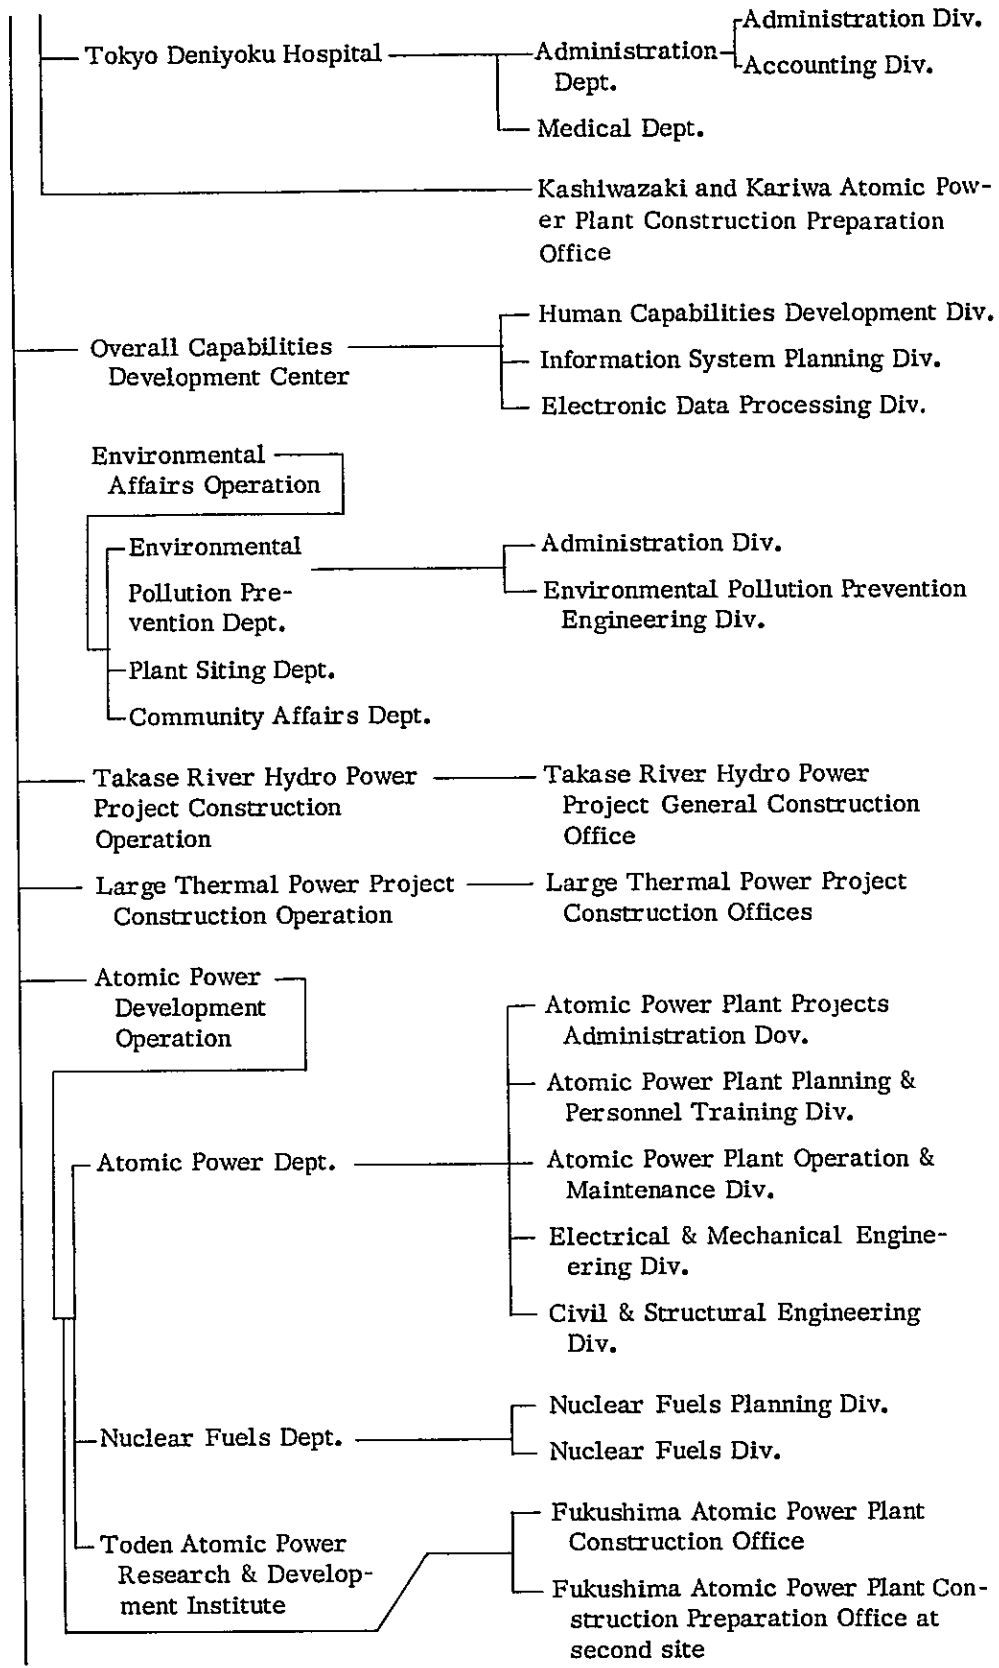 Tokyo Deniyoku Hospital
Administration
Dept.
Administration Div.
Accounting Div.
Medical Dept.
Kashiwazaki and Kariwa Atomic Pow-
er Plant Construction Preparation
Office
Overall Capabilities
Development Center
Human Capabilities Development Div.
Information System Planning Div.
Electronic Data Processing Div.
Environmental
Affairs Operation
Environmental
Pollution Pre-
vention Dept.
Administration Div.
Environmental Pollution Prevention
Engineering Div.
Plant Siting Dept.
Community Affairs Dept.
Takase River Hydro Power
Project Construction
Operation
Takase River Hydro Power
Project General Construction
Office
Large Thermal Power Project
Construction Operation
Large Thermal Power Project
Construction Offices
Atomic Power
Development
Operation
Atomic Power Dept.
Atomic Power Plant Projects
Administration Dov.
Atomic Power Plant Planning &
Personnel Training Div.
Atomic Power Plant Operation &
Maintenance Div.
Electrical & Mechanical Engine-
ering Div.
Civil & Structural Engineering
Div.
Nuclear Fuels Dept.
Nuclear Fuels Planning Div.
Nuclear Fuels Div.
Toden Atomic Power
Research & Develop-
ment Institute
Fukushima Atomic Power Plant
Construction Office
Fukushima Atomic Power Plant Con-
struction Preparation Office at
second site